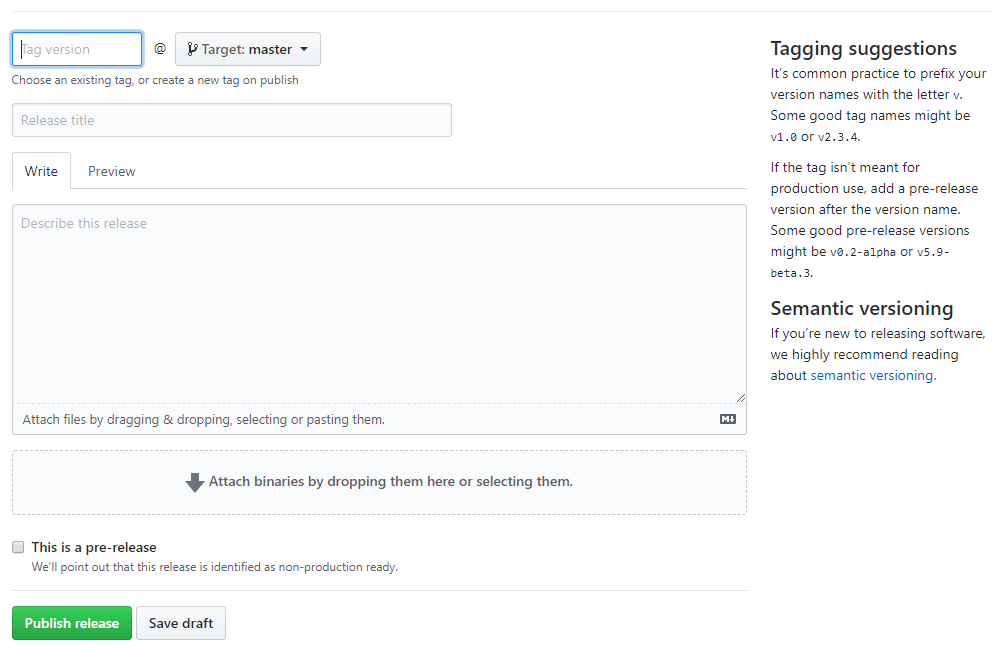 Tag version @ Target: master
Choose an existing tag, or create a new tag on publish
Release title
Write Preview
Describe this release
Attach files by dragging & dropping, selecting or pasting them.
Attach binaries by dropping them here or selecting them.
This is a pre-release
We’ll point out that this release is identified as non-production ready.
Publish release Save draft
Tagging suggestions
It’s common practice to prefix your
version names with the letter v.
Some good tag names might be
v1.0 or v2.3.4.
If the tag isn’t meant for
production use, add a pre-release
version after the version name.
Some good pre-release versions
might be v0.2-alpha or v5.9-
beta.3.
Semantic versioning
If you’re new to releasing software,
we highly recommend reading
about semantic versioning.